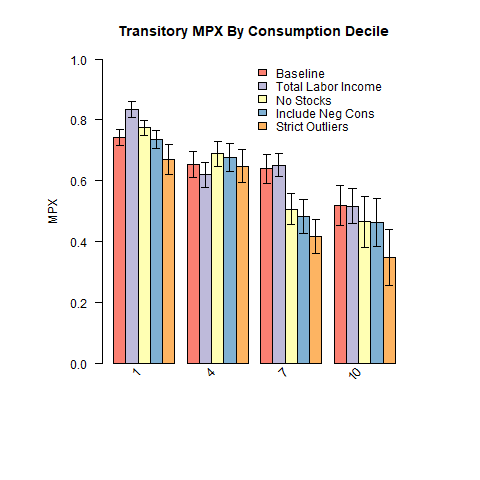 Transitory MPX By Consumption Decile
1.0
0.8
0.6
0.4
0.2
0.0
MPX
Baseline
Total Labor Income
No Stocks
Include Neg Cons
Strict Outliers
1
4
7
10